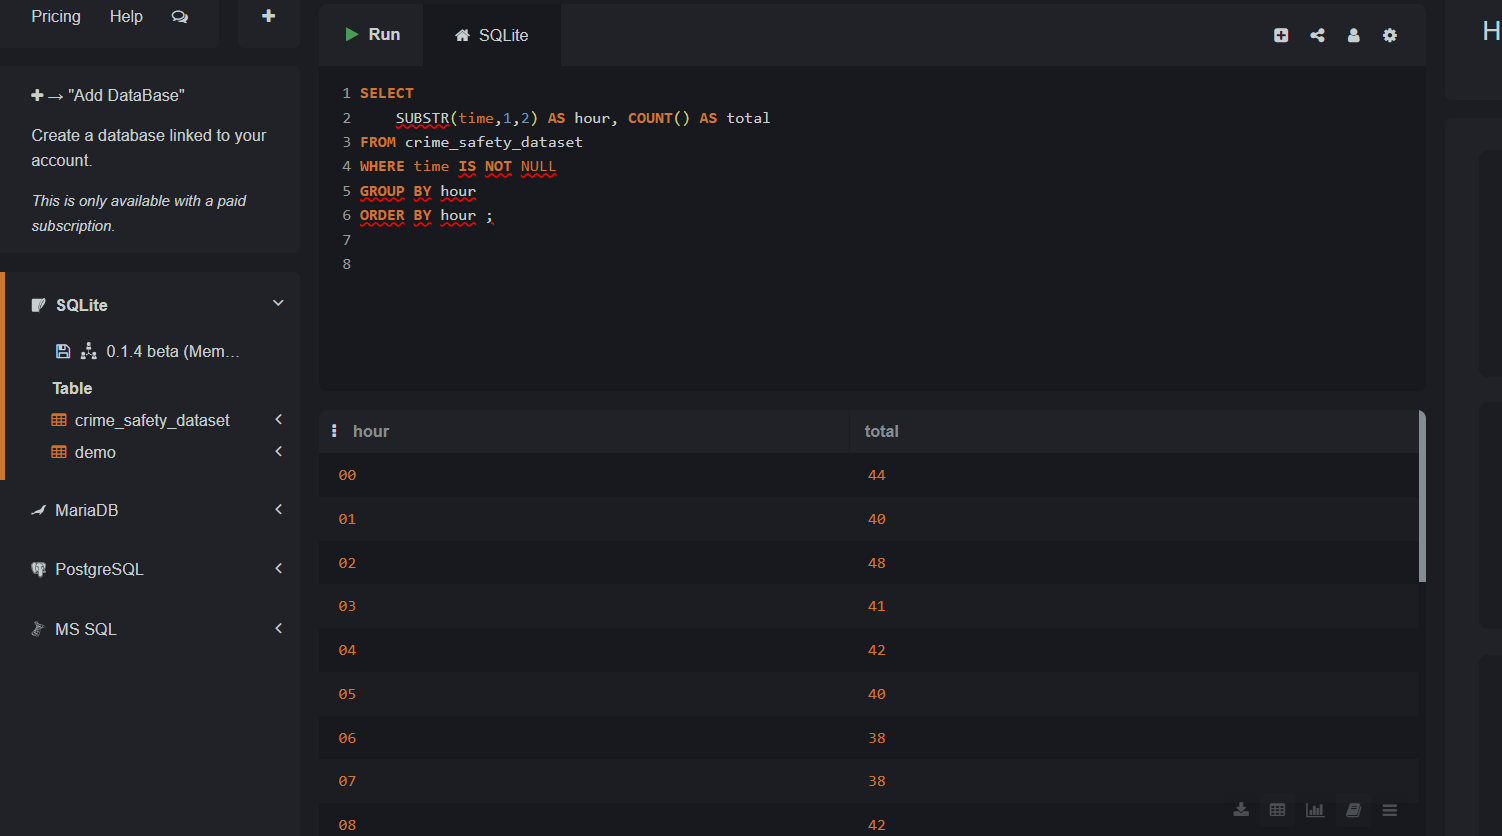 Pricing Help
Run
SQLite
H
"Add DataBase"
Create a database linked to your
account.
This is only available with a paid
subscription.
SQLite
0.1.4 beta (Mem…
Table
crime_safety_dataset
demo
MariaDB
PostgreSQL
MS SQL
1 SELECT
2 SUBSTR(time,1,2) AS hour, COUNT() AS total
3 FROM crime_safety_dataset
4 WHERE time IS NOT NULL
5 GROUP BY hour
6 ORDER BY hour ;
7
8
hour total
00 44
01 40
02 48
03 41
04 42
05 40
06 38
07 38
08 42